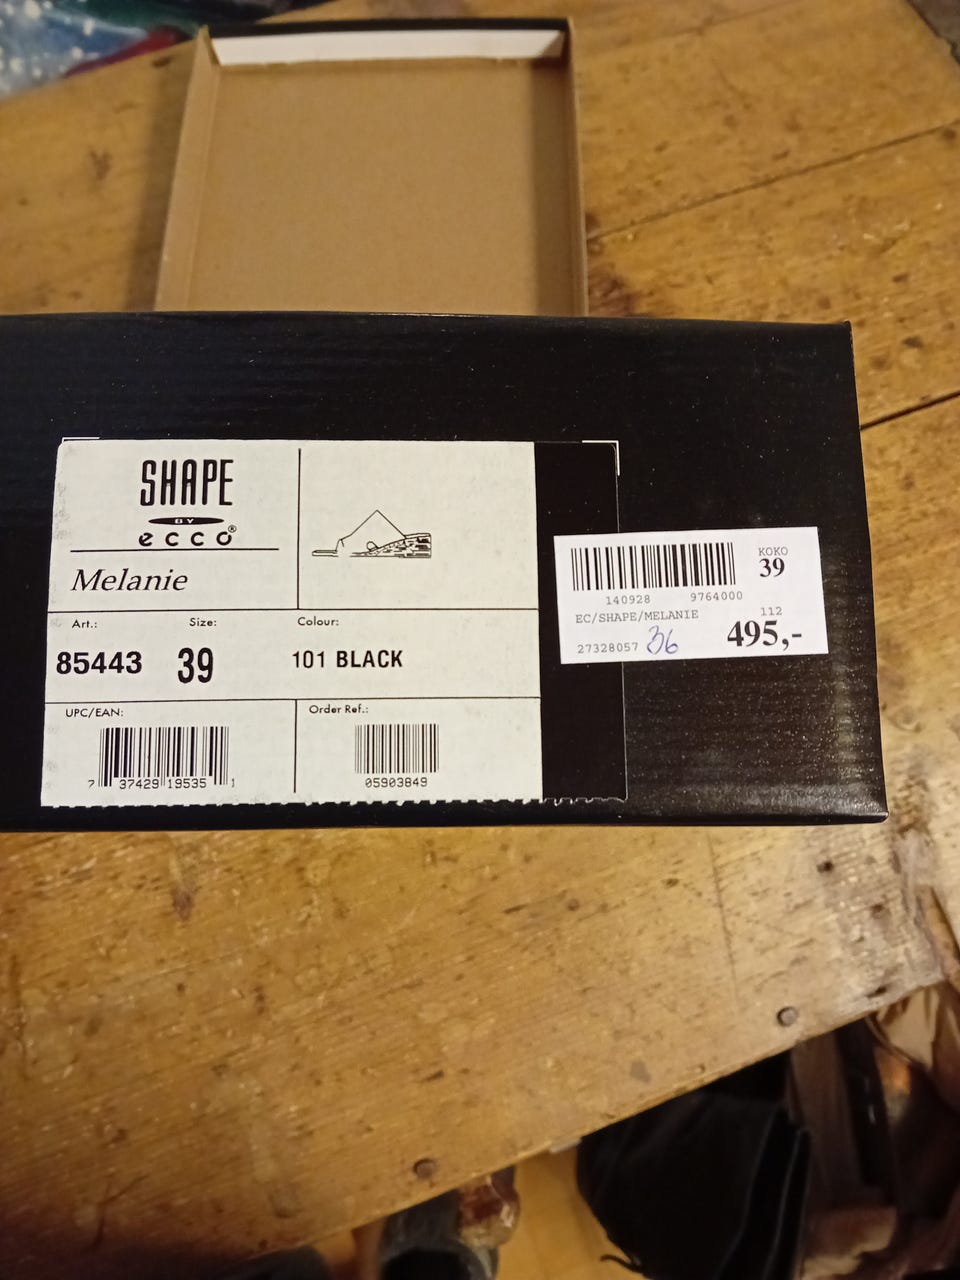 SHAPE
BY
ecco®
Melanie
Art.:
Size:
Colour:
85443
39
101 BLACK
UPC/EAN:
Order Ref.:
7 37429 19535 1
05903849
KOKO
39
140928 9764000
EC/SHAPE/MELANIE
112
27328057
36
495,-